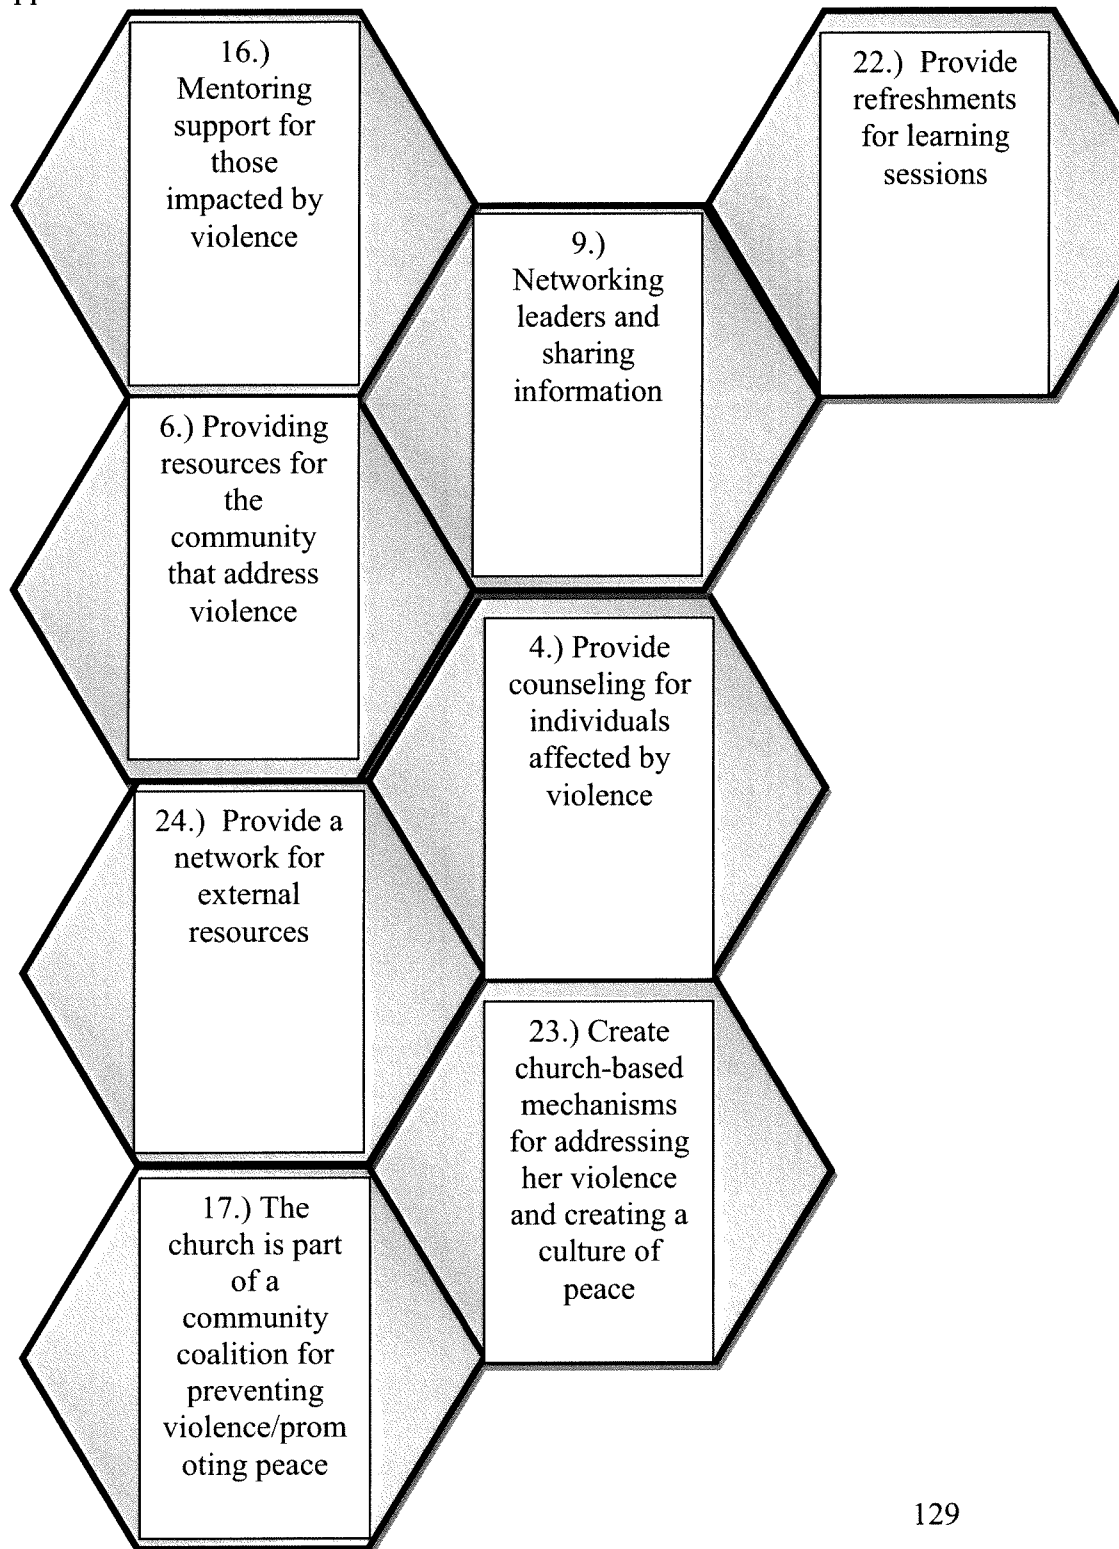 16.)
Mentoring
support for
those
impacted by
violence
22.) Provide
refreshments
for learning
sessions
9.)
Networking
leaders and
sharing
information
6.) Providing
resources for
the
community
that address
violence
4.) Provide
counseling for
individuals
affected by
violence
24.) Provide a
network for
external
resources
23.) Create
church-based
mechanisms
for addressing
her violence
and creating a
culture of
peace
17.) The
church is part
of a
community
coalition for
preventing
violence/prom
oting peace
129